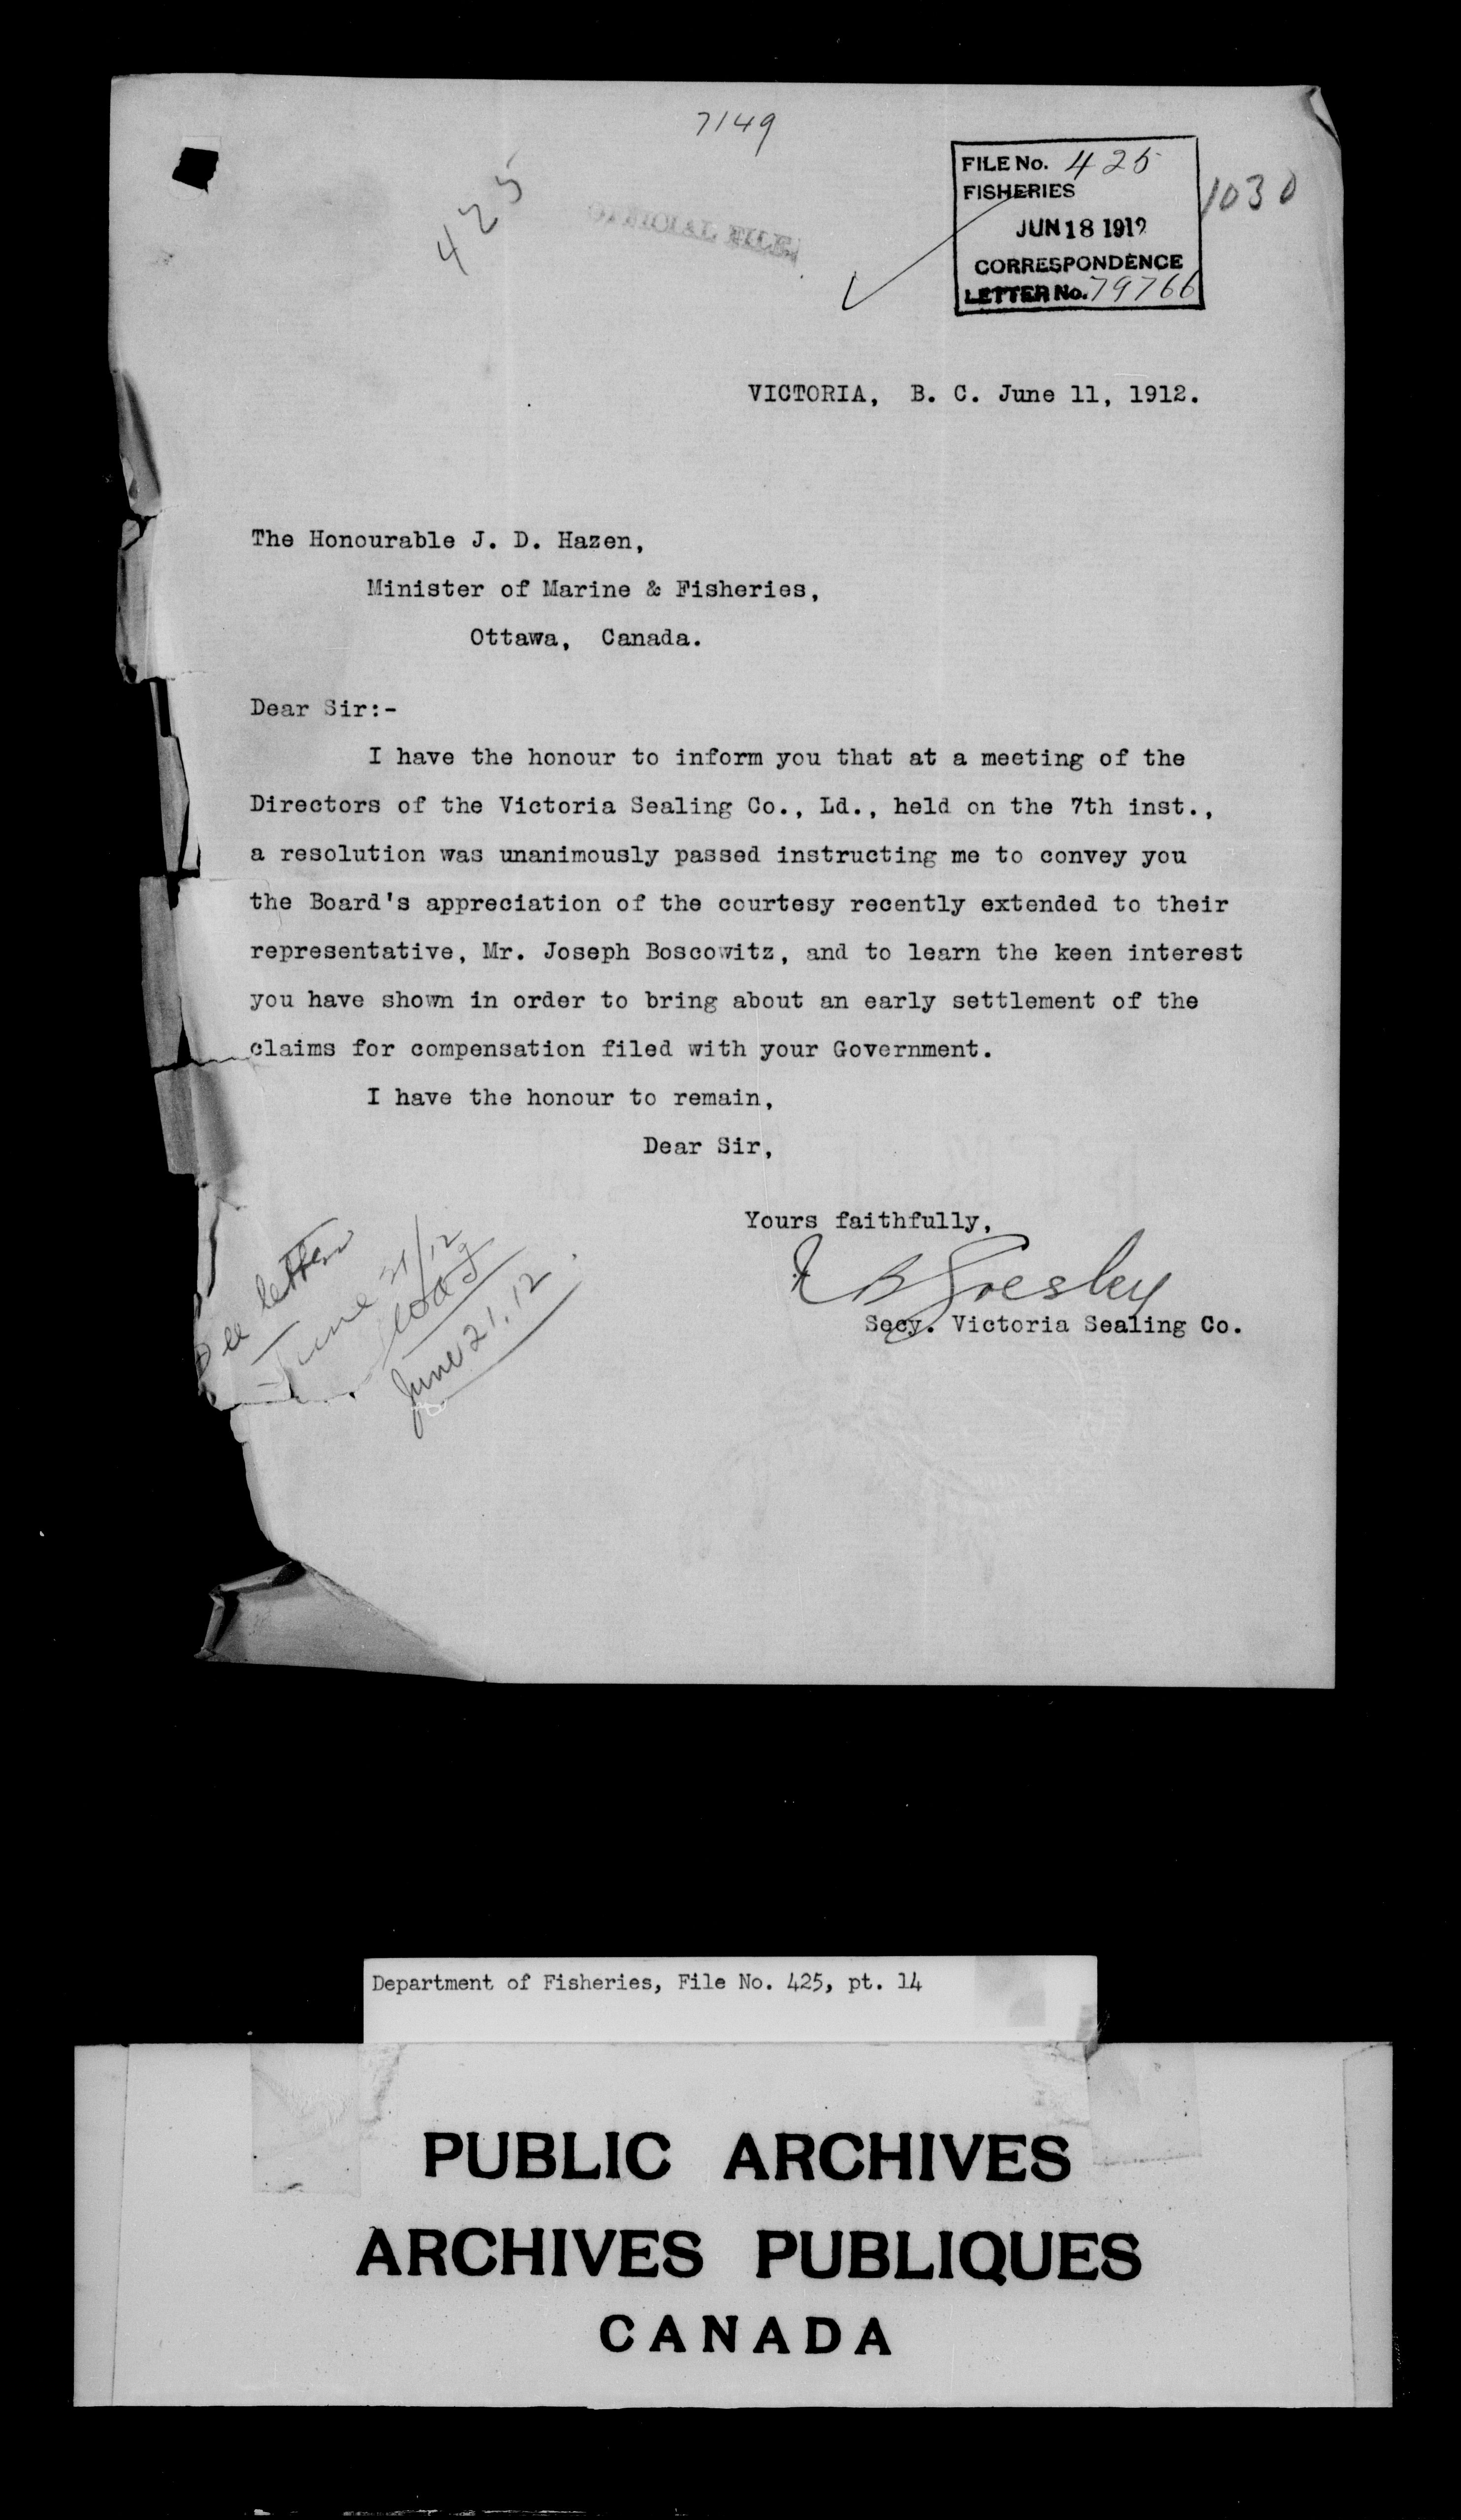 7149
425
OFFICIAL FILE
FILE No. 425
FISHERIES
JUN 18 1912
CORRESPONDENCE
LETTER No. 79766
1030
VICTORIA, B. C. June 11, 1912.
The Honourable J. D. Hazen,
Minister of Marine & Fisheries,
Ottawa, Canada.
Dear Sir:-
I have the honour to inform you that at a meeting of the
Directors of the Victoria Sealing Co., Ld., held on the 7th inst.,
a resolution was unanimously passed instructing me to convey you
the Board's appreciation of the courtesy recently extended to their
representative, Mr. Joseph Boscowitz, and to learn the keen interest
you have shown in order to bring about an early settlement of the
claims for compensation filed with your Government.
I have the honour to remain,
Dear Sir,
Yours faithfully,
Secy. Victoria Sealing Co.
See letter
June 21/12
June 21.12
Department of Fisheries, File No. 425, pt. 14
PUBLIC ARCHIVES
ARCHIVES PUBLIQUES
CANADA